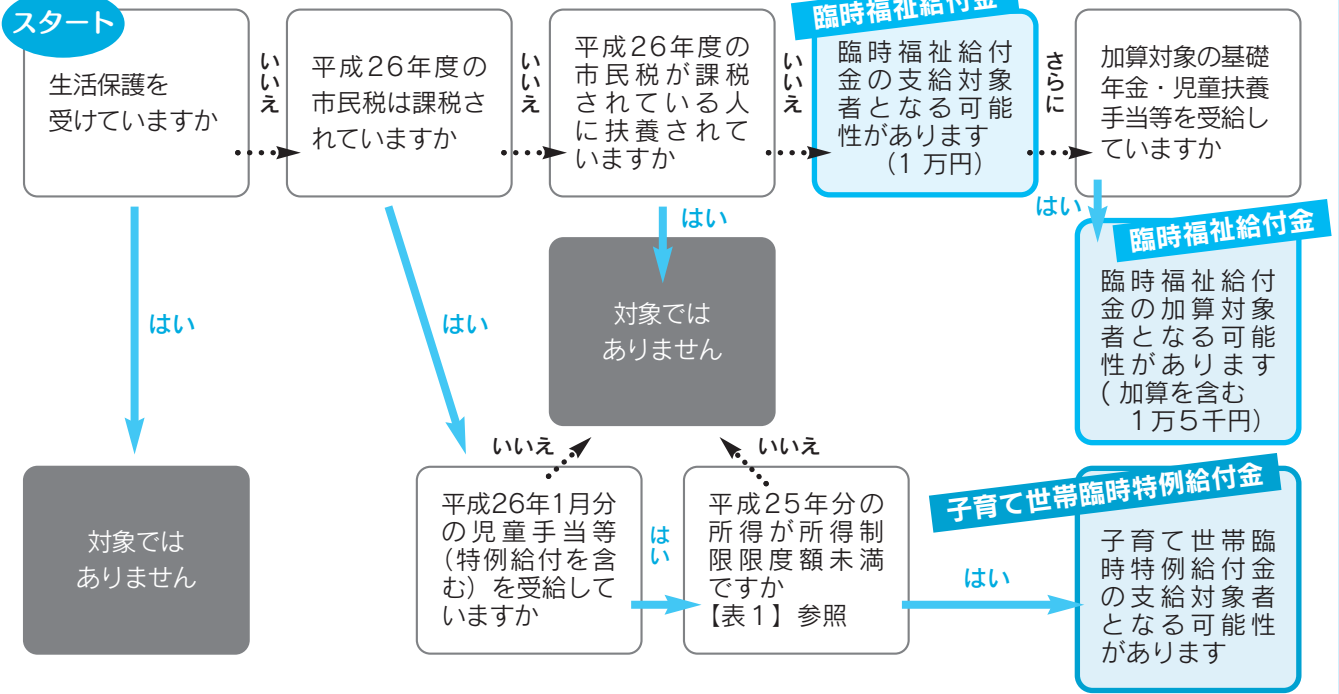 スタート
生活保護を
受けていますか
いいえ
平成26年度の
市民税は課税さ
れていますか
いいえ
平成26年度の
市民税が課税
されている人
に扶養されて
いますか
いいえ
臨時福祉給付金
臨時福祉給付
金の支給対象
者となる可能
性があります
(1 万円)
さらに
加算対象の基礎
年金・児童扶養
手当等を受給し
ていますか
はい
はい
はい
はい
対象では
ありません
臨時福祉給付金
臨時福祉給付
金の加算対象
者となる可能
性があります
( 加算を含む
1万5千円)
対象では
ありません
いいえ
いいえ
平成26年1月分
の児童手当等
(特例給付を含
む)を受給して
いますか
はい
平成25年分の
所得が所得制
限限度額未満
ですか
【表1】参照
はい
子育て世帯臨時特例給付金
子育て世帯臨
時特例給付金
の支給対象者
となる可能性
があります